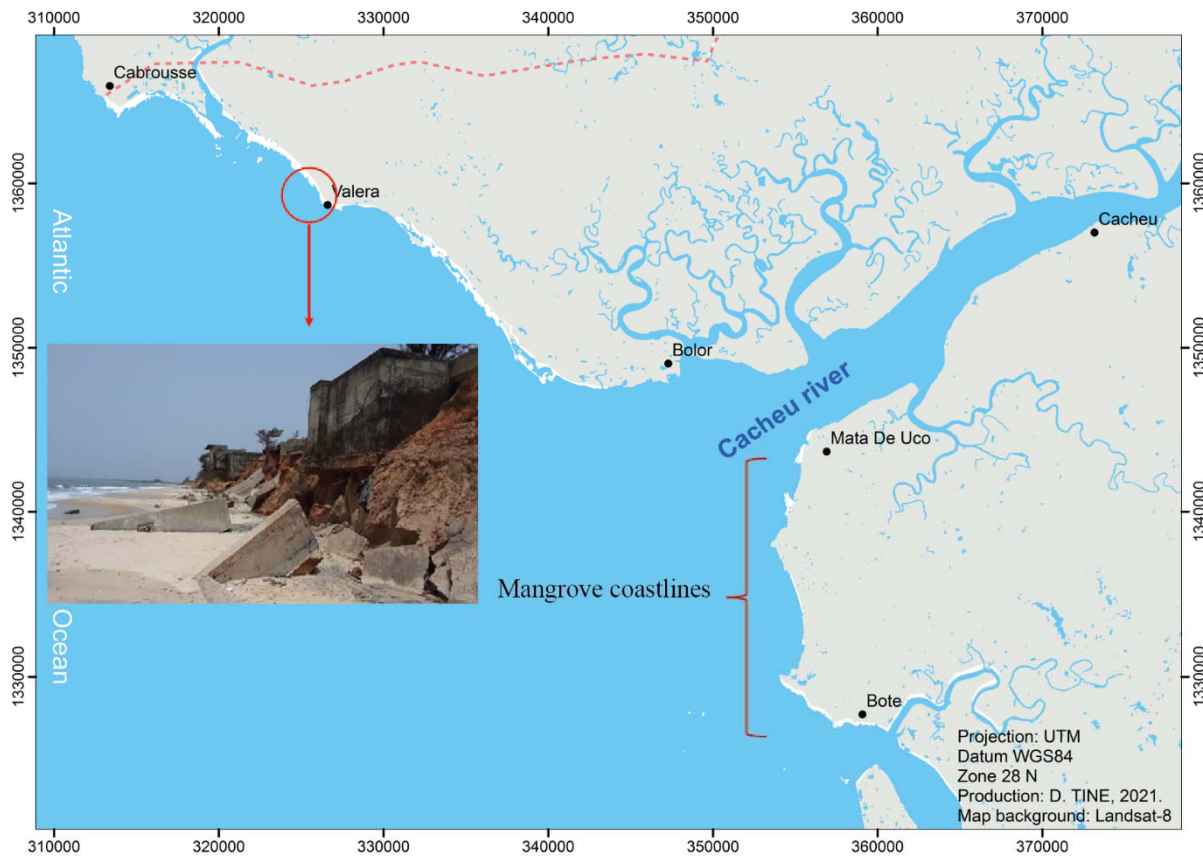 310000 320000 330000 340000 350000 360000 370000
Cabrousse
1360000
1360000
Valera
Atlantic
Cacheu
1350000
1350000
Bolor
Cacheu river
Mata De Uco
1340000
1340000
Mangrove coastlines
Ocean
1330000
1330000
Bote
Projection: UTM
Datum WGS84
Zone 28 N
Production: D. TINE, 2021.
Map background: Landsat-8
310000 320000 330000 340000 350000 360000 370000